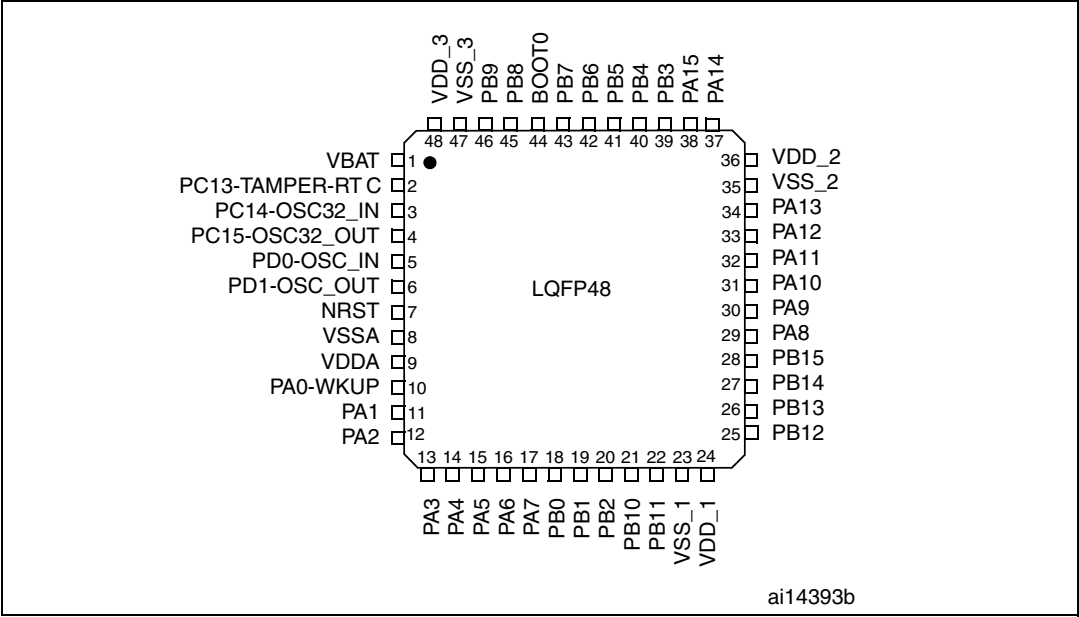 VDD_3
VSS_3
PB9
PB8
BOOT0
PB7
PB6
PB5
PB4
PB3
PA15
PA14
48 47 46 45 44 43 42 41 40 39 38 37
VBAT 1
PC13-TAMPER-RT C 2
PC14-OSC32_IN 3
PC15-OSC32_OUT 4
PD0-OSC_IN 5
PD1-OSC_OUT 6
NRST 7
VSSA 8
VDDA 9
PA0-WKUP 10
PA1 11
PA2 12
LQFP48
36 VDD_2
35 VSS_2
34 PA13
33 PA12
32 PA11
31 PA10
30 PA9
29 PA8
28 PB15
27 PB14
26 PB13
25 PB12
13 14 15 16 17 18 19 20 21 22 23 24
PA3
PA4
PA5
PA6
PA7
PB0
PB1
PB2
PB10
PB11
VSS_1
VDD_1
ai14393b